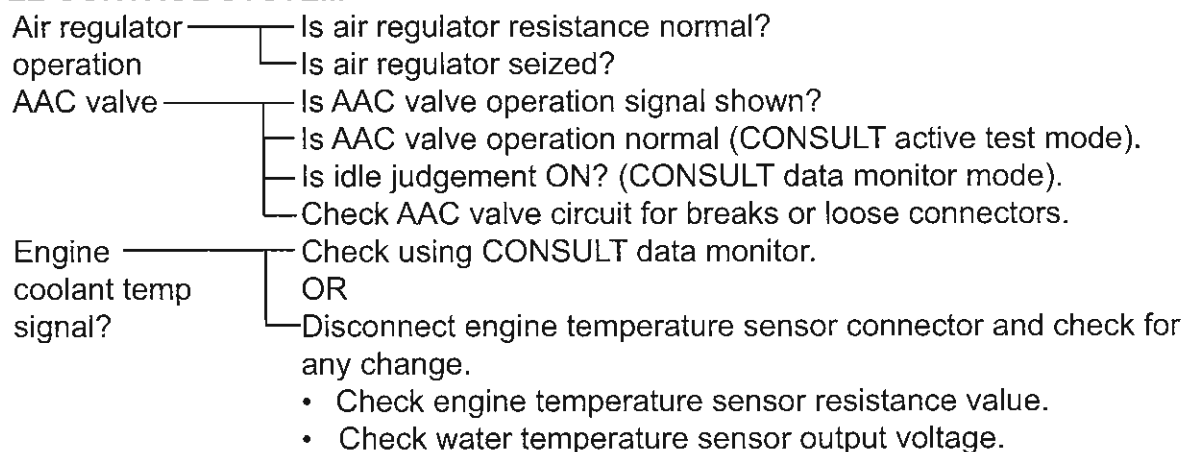 Air regulator Is air regulator resistance normal?
operation Is air regulator seized?
AAC valve Is AAC valve operation signal shown?
Is AAC valve operation normal (CONSULT active test mode).
Is idle judgement ON? (CONSULT data monitor mode).
Check AAC valve circuit for breaks or loose connectors.
Engine Check using CONSULT data monitor.
coolant temp OR
signal? Disconnect engine temperature sensor connector and check for
any change.
• Check engine temperature sensor resistance value.
• Check water temperature sensor output voltage.